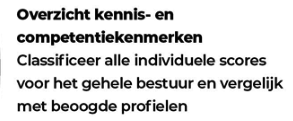 Overzicht kennis- en
competentiekenmerken
Classificeer alle individuele scores
voor het gehele bestuur en vergelijk
met beoogde profielen